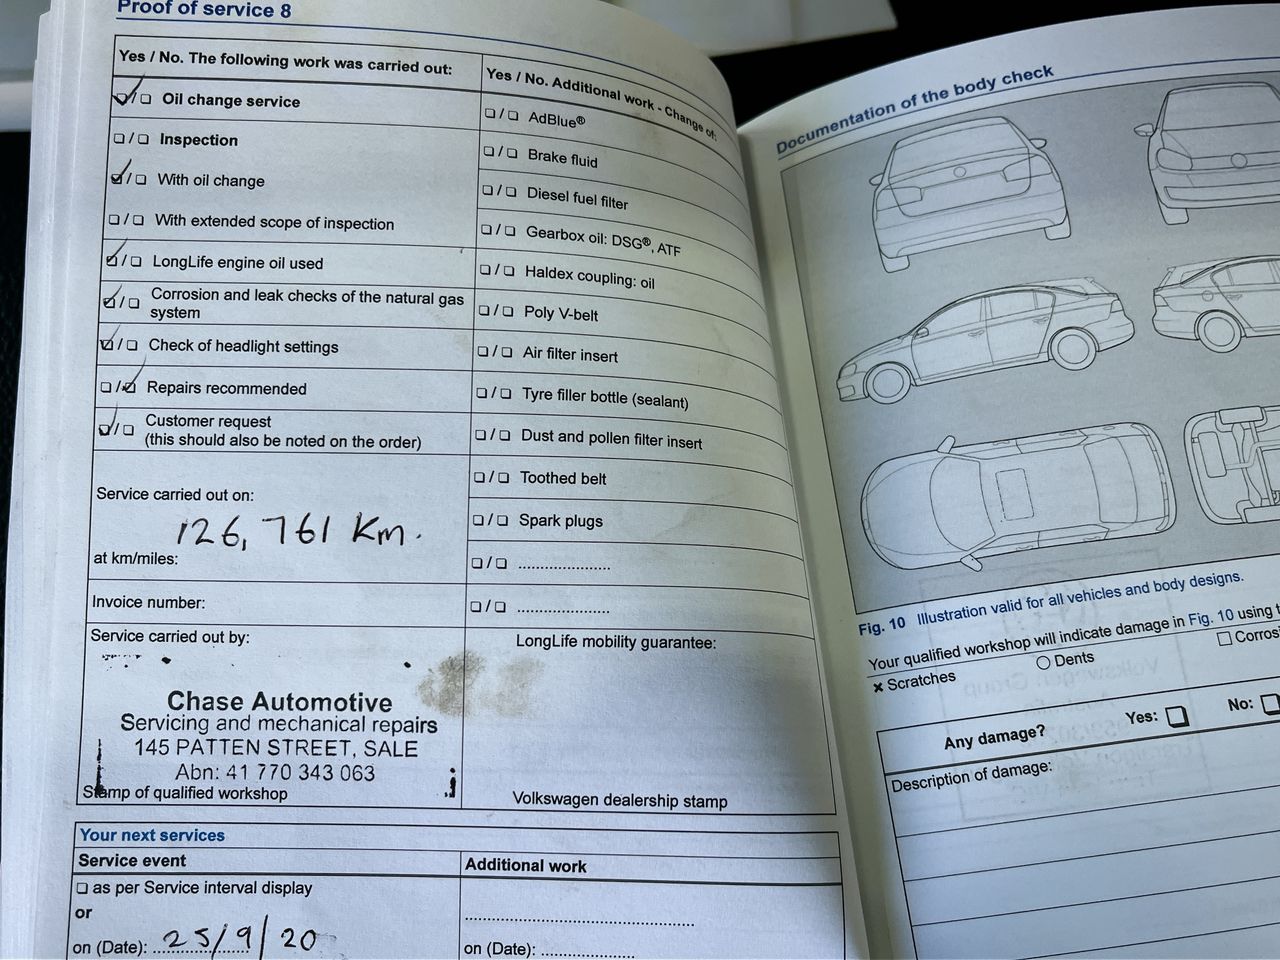 Proof of service 8
Yes / No. The following work was carried out:
☑/☐ Oil change service
☐/☐ Inspection
☑/☐ With oil change
☐/☐ With extended scope of inspection
☑/☐ LongLife engine oil used
☑/☐ Corrosion and leak checks of the natural gas
system
☑/☐ Check of headlight settings
☐/☑ Repairs recommended
☑/☐ Customer request
(this should also be noted on the order)
Service carried out on:
126,761 Km.
at km/miles:
Invoice number:
Service carried out by:
Chase Automotive
Servicing and mechanical repairs
145 PATTEN STREET, SALE
Abn: 41 770 343 063
Stamp of qualified workshop
Yes / No. Additional work - Change of:
☐/☐ AdBlue®
☐/☐ Brake fluid
☐/☐ Diesel fuel filter
☐/☐ Gearbox oil: DSG®, ATF
☐/☐ Haldex coupling: oil
☐/☐ Poly V-belt
☐/☐ Air filter insert
☐/☐ Tyre filler bottle (sealant)
☐/☐ Dust and pollen filter insert
☐/☐ Toothed belt
☐/☐ Spark plugs
☐/☐ ....................
☐/☐ ....................
LongLife mobility guarantee:
Volkswagen dealership stamp
Your next services
Service event
☐ as per Service interval display
or
on (Date): 25/9/20
Additional work
..................................................
on (Date): ....................
Documentation of the body check
Fig. 10 Illustration valid for all vehicles and body designs.
Your qualified workshop will indicate damage in Fig. 10 using t
× Scratches
○ Dents
☐ Corros
Any damage?
Yes: ☐
No: ☐
Description of damage: